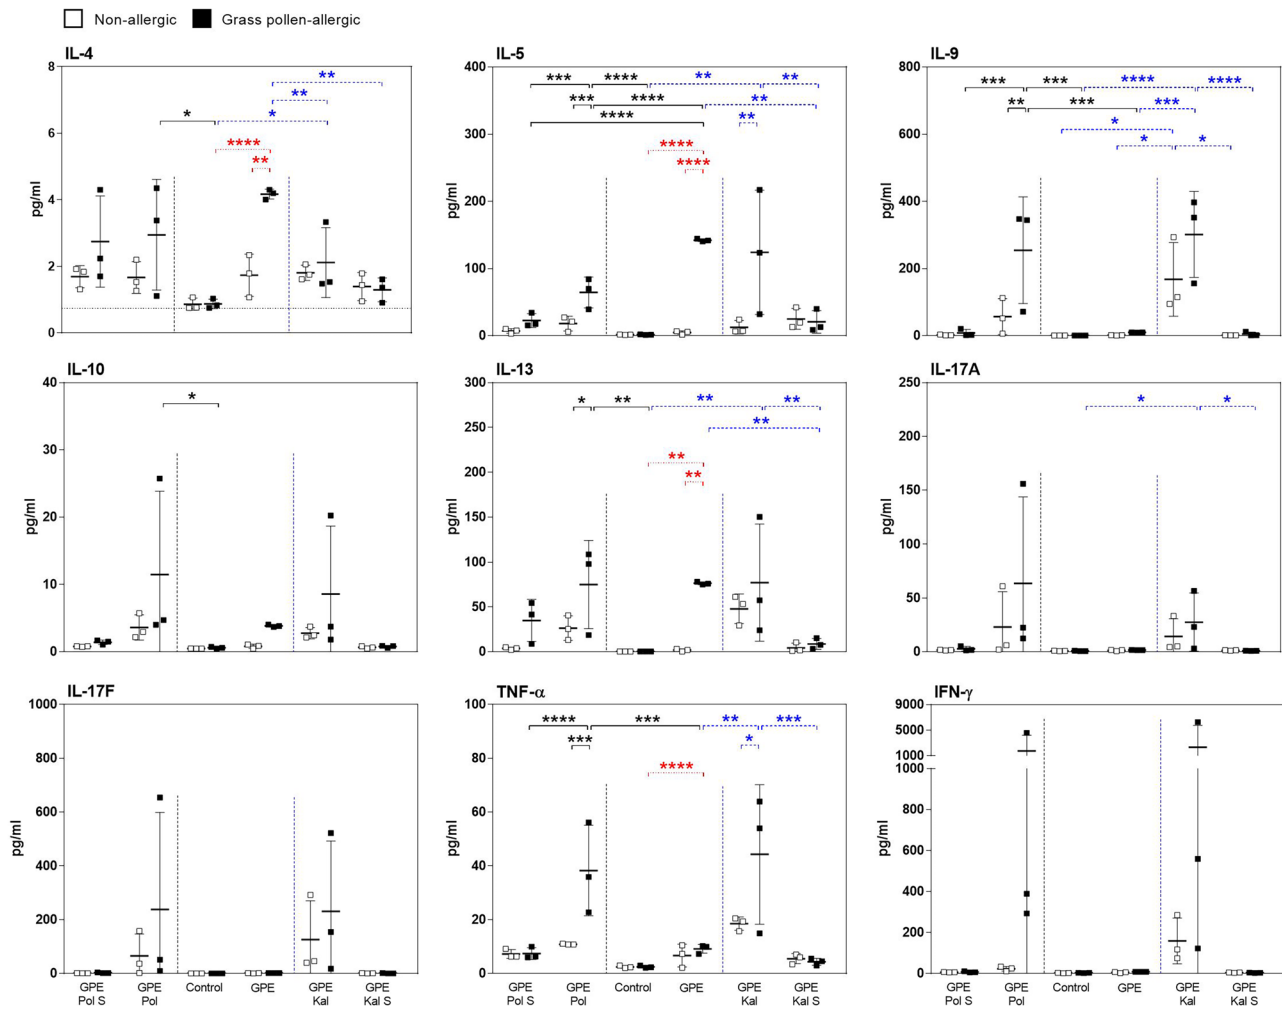 Non-allergic Grass pollen-allergic
IL-4 IL-5 IL-9
pg/ml pg/ml pg/ml
8 400 800
6 300 600
4 200 400
2 100 200
0 0 0
* **** ** * ** **
*** **** ** ** *** **** ** **** ** **** ****
*** *** **** **** ** *** *** * * *
IL-10 IL-13 IL-17A
pg/ml pg/ml pg/ml
40 300 250
30 250 200
20 200 150
10 150 100
0 100 50
50 0
0
*
* ** ** ** ** ** **
* *
IL-17F TNF-α IFN-γ
pg/ml pg/ml pg/ml
1000 100 9000
800 80 5000
600 60 1000
400 40 1000
200 20 800
0 0 600
400
200
0
**** *** ** *** *** * ****
GPE Pol S GPE Pol Control GPE GPE Kal GPE Kal S
GPE Pol S GPE Pol Control GPE GPE Kal GPE Kal S
GPE Pol S GPE Pol Control GPE GPE Kal GPE Kal S